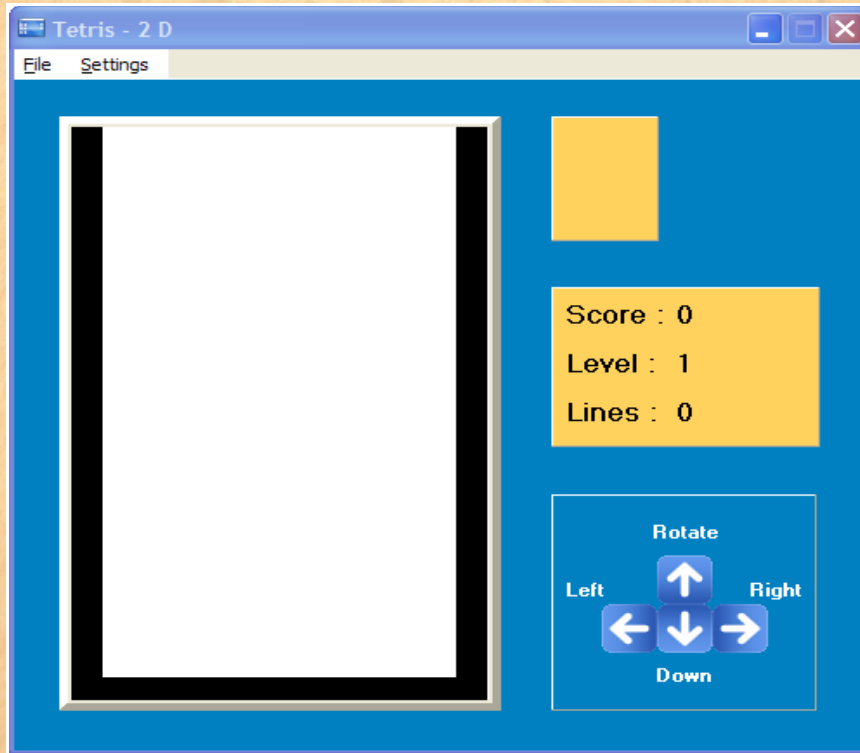 Tetris - 2 D
File Settings
Score : 0
Level : 1
Lines : 0
Rotate
Left Right
Down